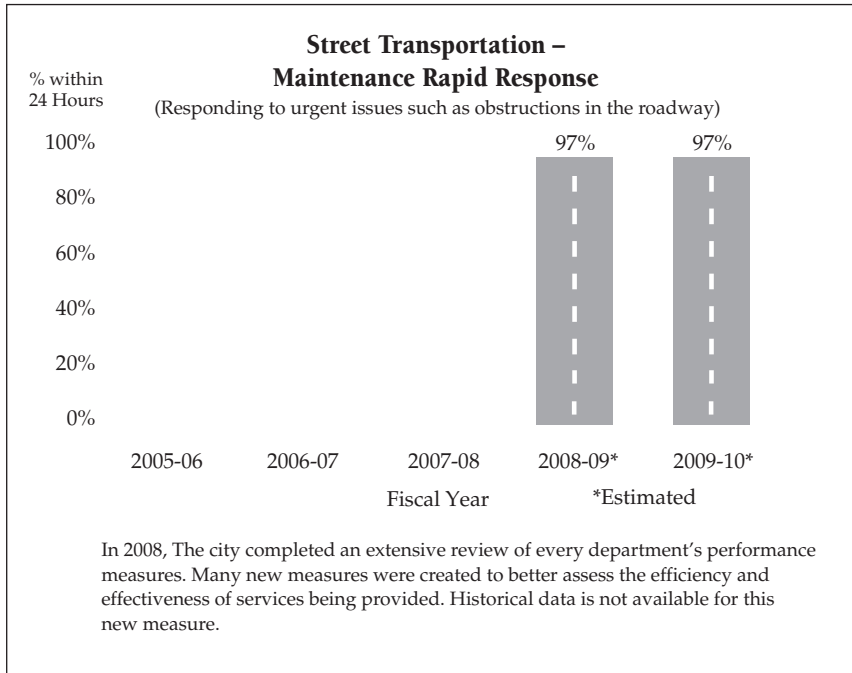 Street Transportation –
Maintenance Rapid Response
% within
24 Hours
(Responding to urgent issues such as obstructions in the roadway)
100%
80%
60%
40%
20%
0%
97%
97%
2005-06
2006-07
2007-08
2008-09*
2009-10*
Fiscal Year
*Estimated
In 2008, The city completed an extensive review of every department’s performance
measures. Many new measures were created to better assess the efficiency and
effectiveness of services being provided. Historical data is not available for this
new measure.